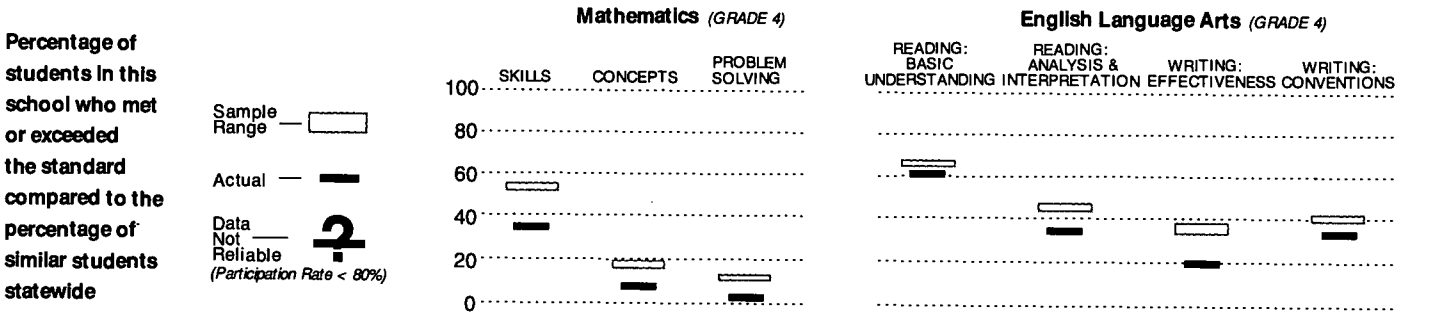 Percentage of
students in this
school who met
or exceeded
the standard
compared to the
percentage of
similar students
statewide
Sample
Range
Actual
Data
Not
Reliable
?
(Participation Rate < 80%)
Mathematics (GRADE 4)
SKILLS CONCEPTS PROBLEM
SOLVING
100
80
60
40
20
0
English Language Arts (GRADE 4)
READING:
BASIC
UNDERSTANDING
READING:
ANALYSIS &
INTERPRETATION
WRITING:
EFFECTIVENESS
WRITING:
CONVENTIONS